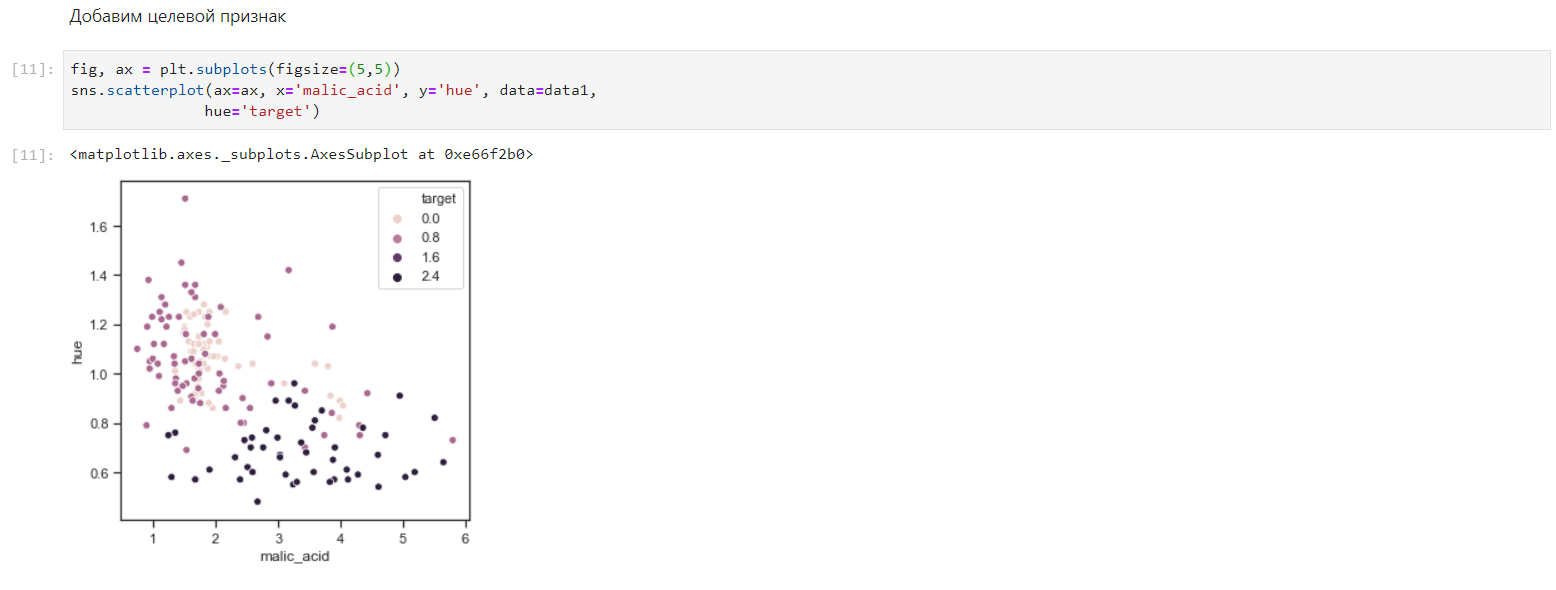 Добавим целевой признак
[11]: fig, ax = plt.subplots(figsize=(5,5))
sns.scatterplot(ax=ax, x='malic_acid', y='hue', data=data1,
hue='target')
[11]: <matplotlib.axes._subplots.AxesSubplot at 0xe66f2b0>
target
0.0
0.8
1.6
2.4
1.6
1.4
1.2
1.0
0.8
0.6
hue
1 2 3 4 5 6
malic_acid